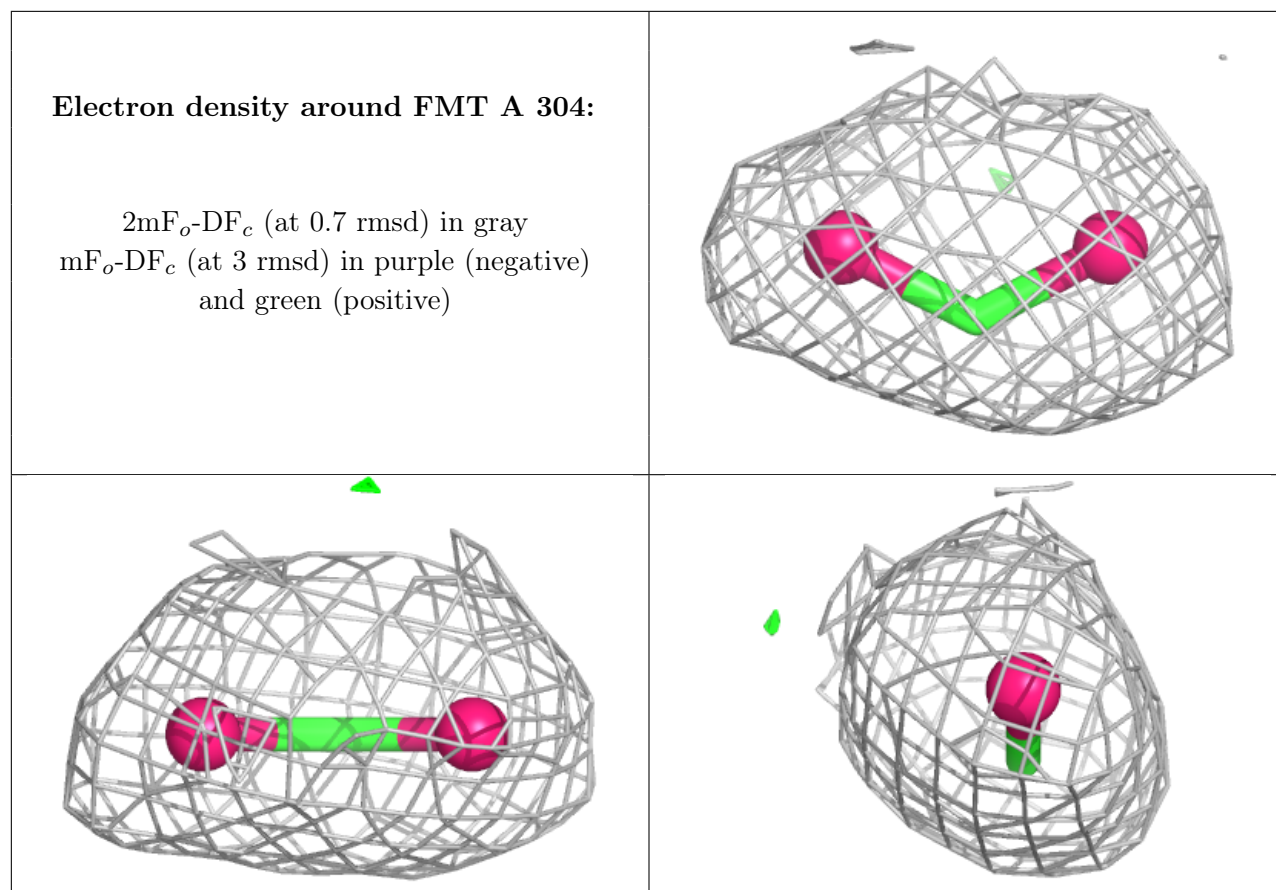 Electron density around FMT A 304:
2mFo-DFc (at 0.7 rmsd) in gray
mFo-DFc (at 3 rmsd) in purple (negative)
and green (positive)